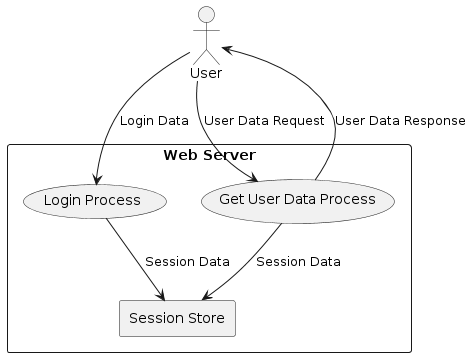 User
Login Data
User Data Request
User Data Response
Web Server
Login Process
Get User Data Process
Session Data
Session Data
Session Store